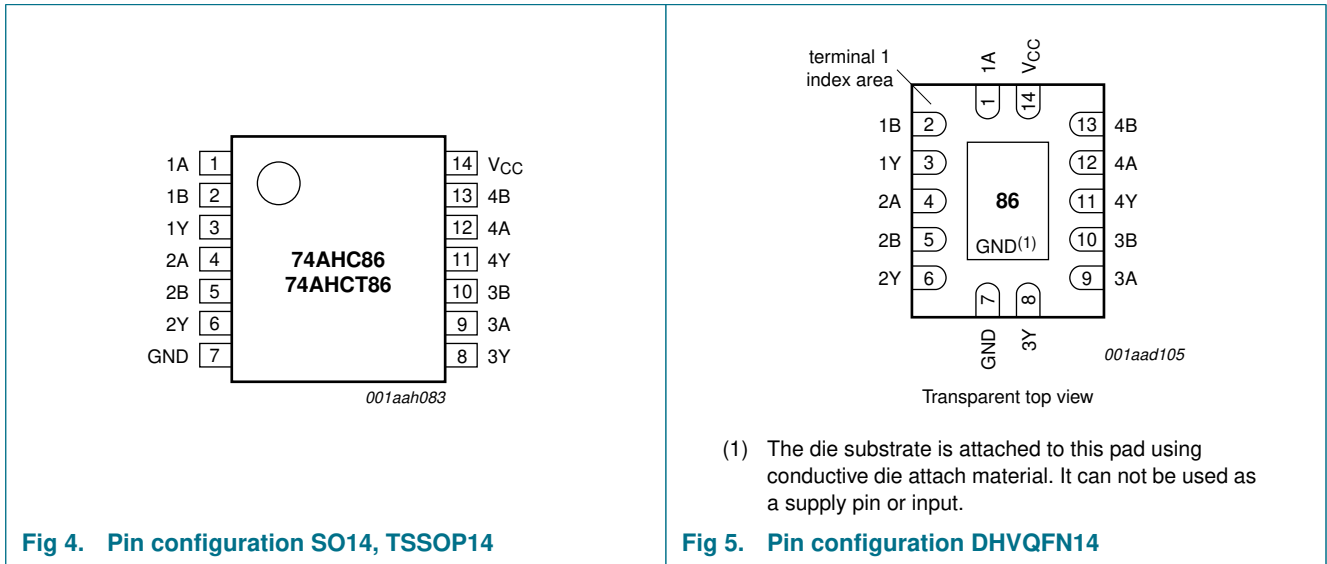 1A 1 14 VCC
1B 2 13 4B
1Y 3 12 4A
2A 4 11 4Y
2B 5 10 3B
2Y 6 9 3A
GND 7 8 3Y
74AHC86
74AHCT86
001aah083
Fig 4. Pin configuration SO14, TSSOP14
terminal 1
index area
1A VCC
1 14
1B 2 13 4B
1Y 3 12 4A
2A 4 11 4Y
2B 5 10 3B
2Y 6 9 3A
86
GND(1)
7 8
GND 3Y
001aad105
Transparent top view
(1) The die substrate is attached to this pad using
conductive die attach material. It can not be used as
a supply pin or input.
Fig 5. Pin configuration DHVQFN14